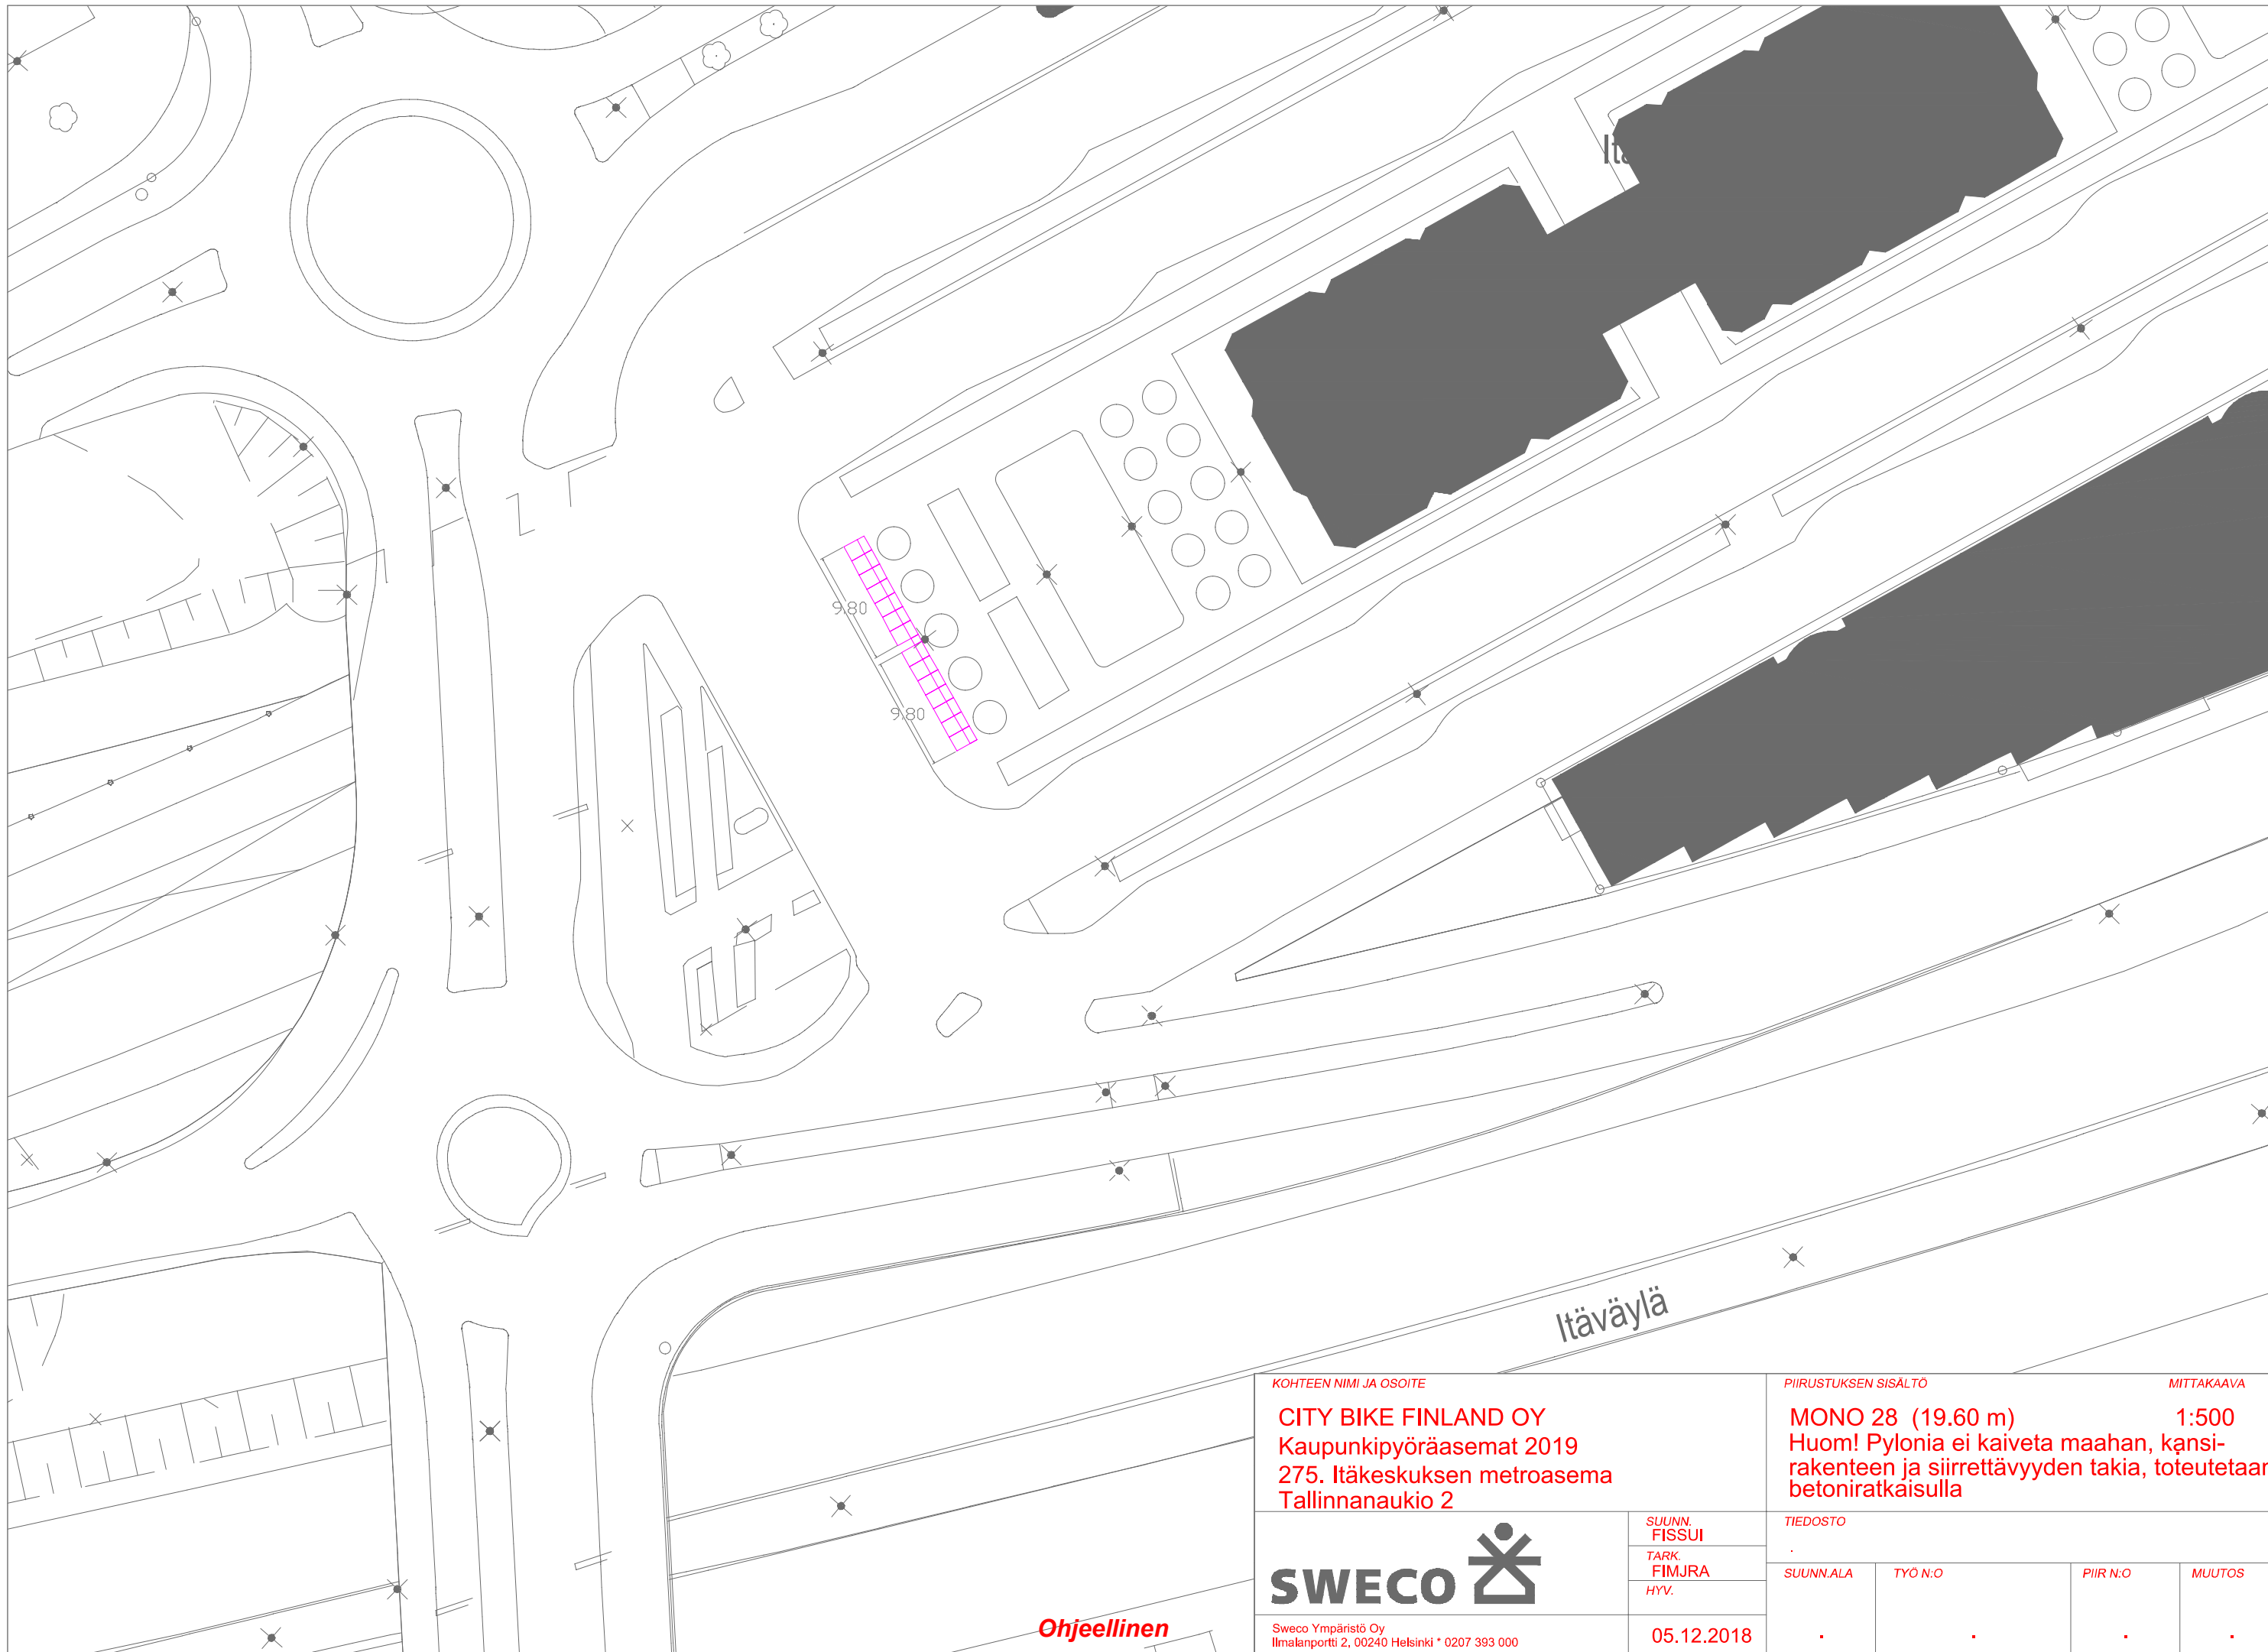 9.80
9.80
Itäväylä
KOHTEEN NIMI JA OSOITE
CITY BIKE FINLAND OY
Kaupunkipyöräasemat 2019
275. Itäkeskuksen metroasema
Tallinnanaukio 2
PIIRUSTUKSEN SISÄLTÖ
MITTAKAAVA
MONO 28 (19.60 m)
1:500
Huom! Pylonia ei kaiveta maahan, kansi-
rakenteen ja siirrettävyyden takia, toteutetaan
betoniratkaisulla
SWECO
SUUNN.
FISSUI
TARK.
FIMJRA
HYV.
TIEDOSTO
.
SUUNN.ALA
TYÖ N:O
PIIR N:O
MUUTOS
Sweco Ympäristö Oy
Ilmalanportti 2, 00240 Helsinki * 0207 393 000
05.12.2018
. . . .
Ohjeellinen